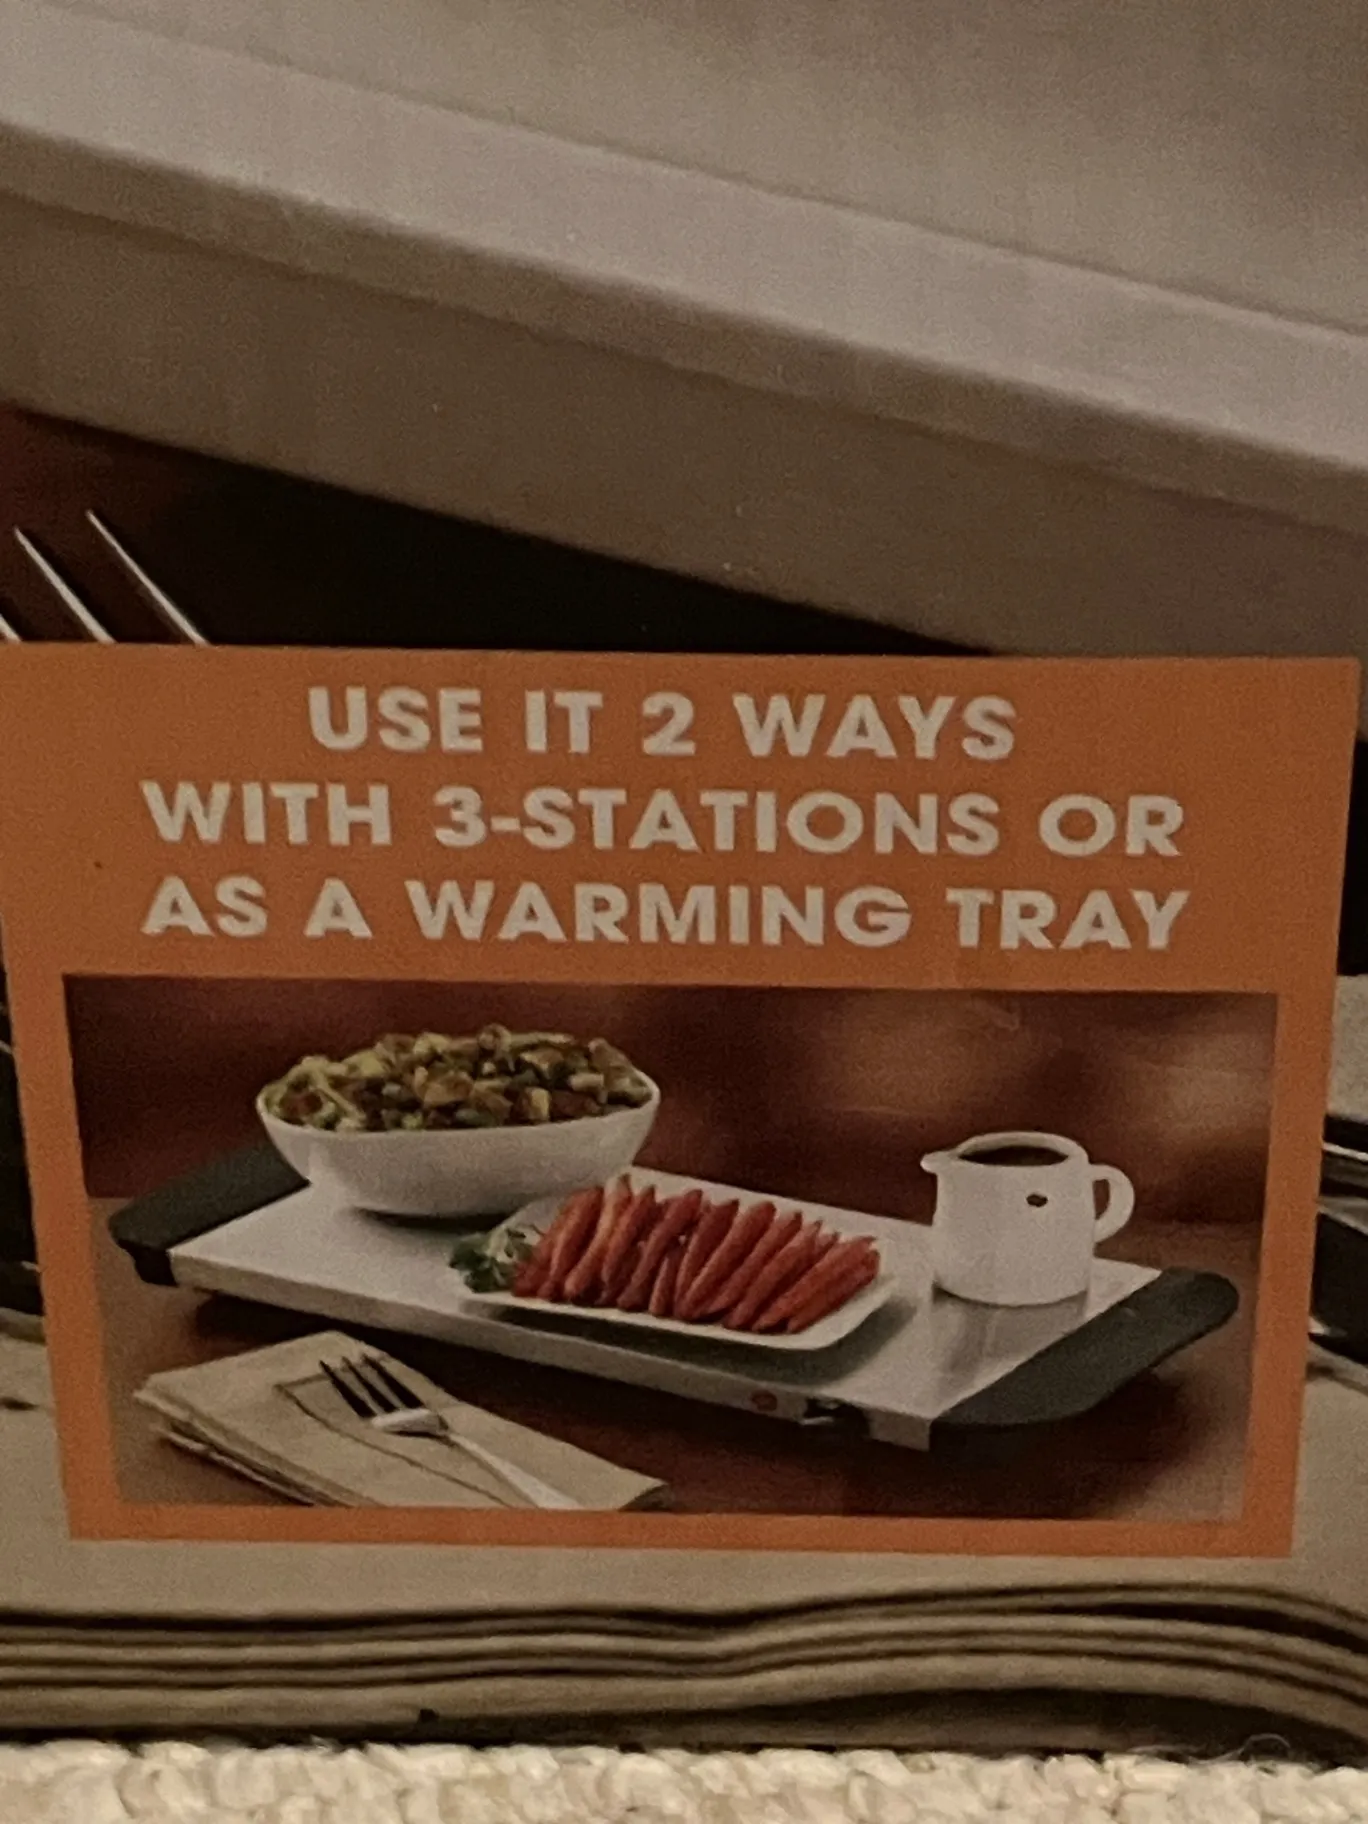 USE IT 2 WAYS
WITH 3-STATIONS OR
AS A WARMING TRAY